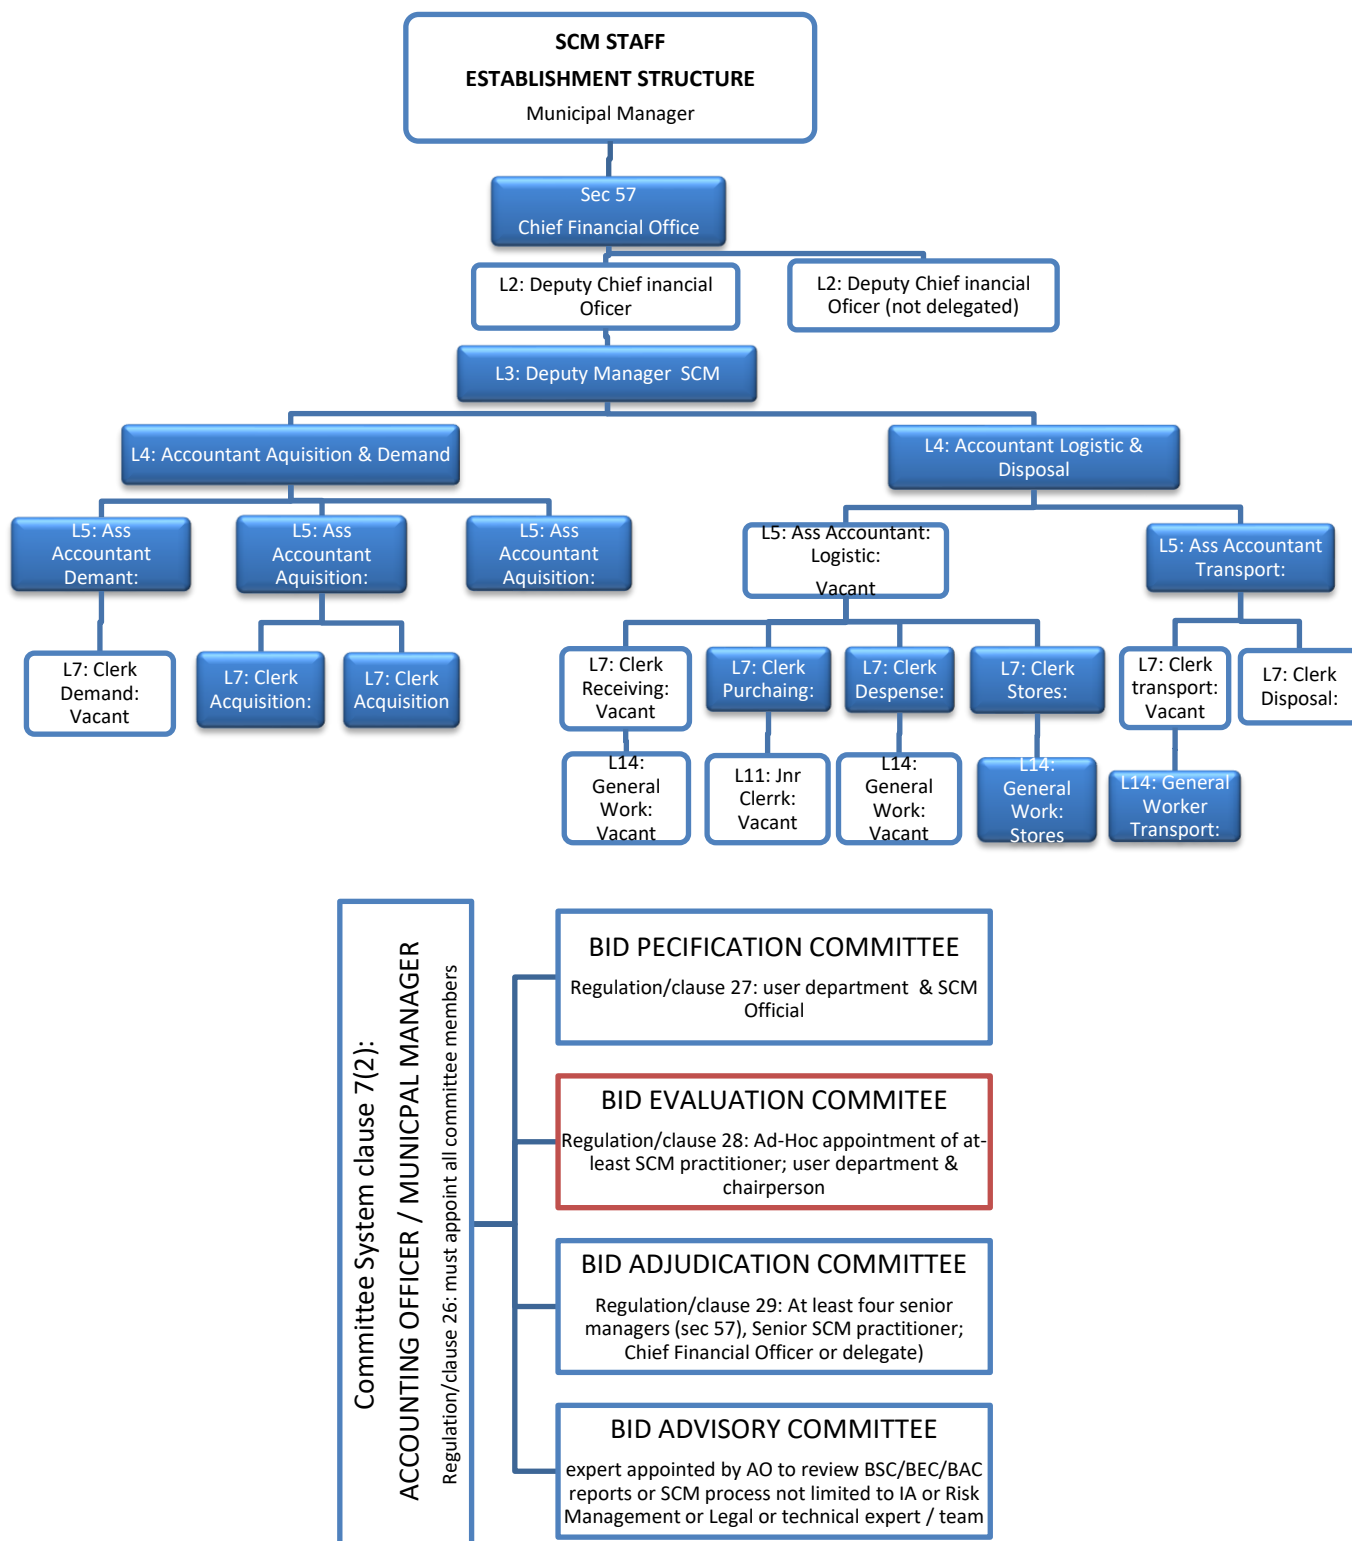 SCM STAFF
ESTABLISHMENT STRUCTURE
Municipal Manager
Sec 57
Chief Financial Office
L2: Deputy Chief inancial
Oficer
L2: Deputy Chief inancial
Oficer (not delegated)
L3: Deputy Manager SCM
L4: Accountant Aquisition & Demand
L4: Accountant Logistic &
Disposal
L5: Ass
Accountant
Demant:
L5: Ass
Accountant
Aquisition:
L5: Ass
Accountant
Aquisition:
L5: Ass Accountant:
Logistic:
Vacant
L5: Ass Accountant
Transport:
L7: Clerk
Demand:
Vacant
L7: Clerk
Acquisition:
L7: Clerk
Acquisition
L7: Clerk
Receiving:
Vacant
L7: Clerk
Purchaing:
L7: Clerk
Despense:
L7: Clerk
Stores:
L7: Clerk
transport:
Vacant
L7: Clerk
Disposal:
L14:
General
Work:
Vacant
L11: Jnr
Clerrk:
Vacant
L14:
General
Work:
Vacant
L14:
General
Work:
Stores
L14: General
Worker
Transport:
Committee System clause 7(2):
ACCOUNTING OFFICER / MUNICPAL MANAGER
Regulation/clause 26: must appoint all committee members
BID PECIFICATION COMMITTEE
Regulation/clause 27: user department & SCM
Official
BID EVALUATION COMMITEE
Regulation/clause 28: Ad-Hoc appointment of at-
least SCM practitioner; user department &
chairperson
BID ADJUDICATION COMMITTEE
Regulation/clause 29: At least four senior
managers (sec 57), Senior SCM practitioner;
Chief Financial Officer or delegate)
BID ADVISORY COMMITTEE
expert appointed by AO to review BSC/BEC/BAC
reports or SCM process not limited to IA or Risk
Management or Legal or technical expert / team